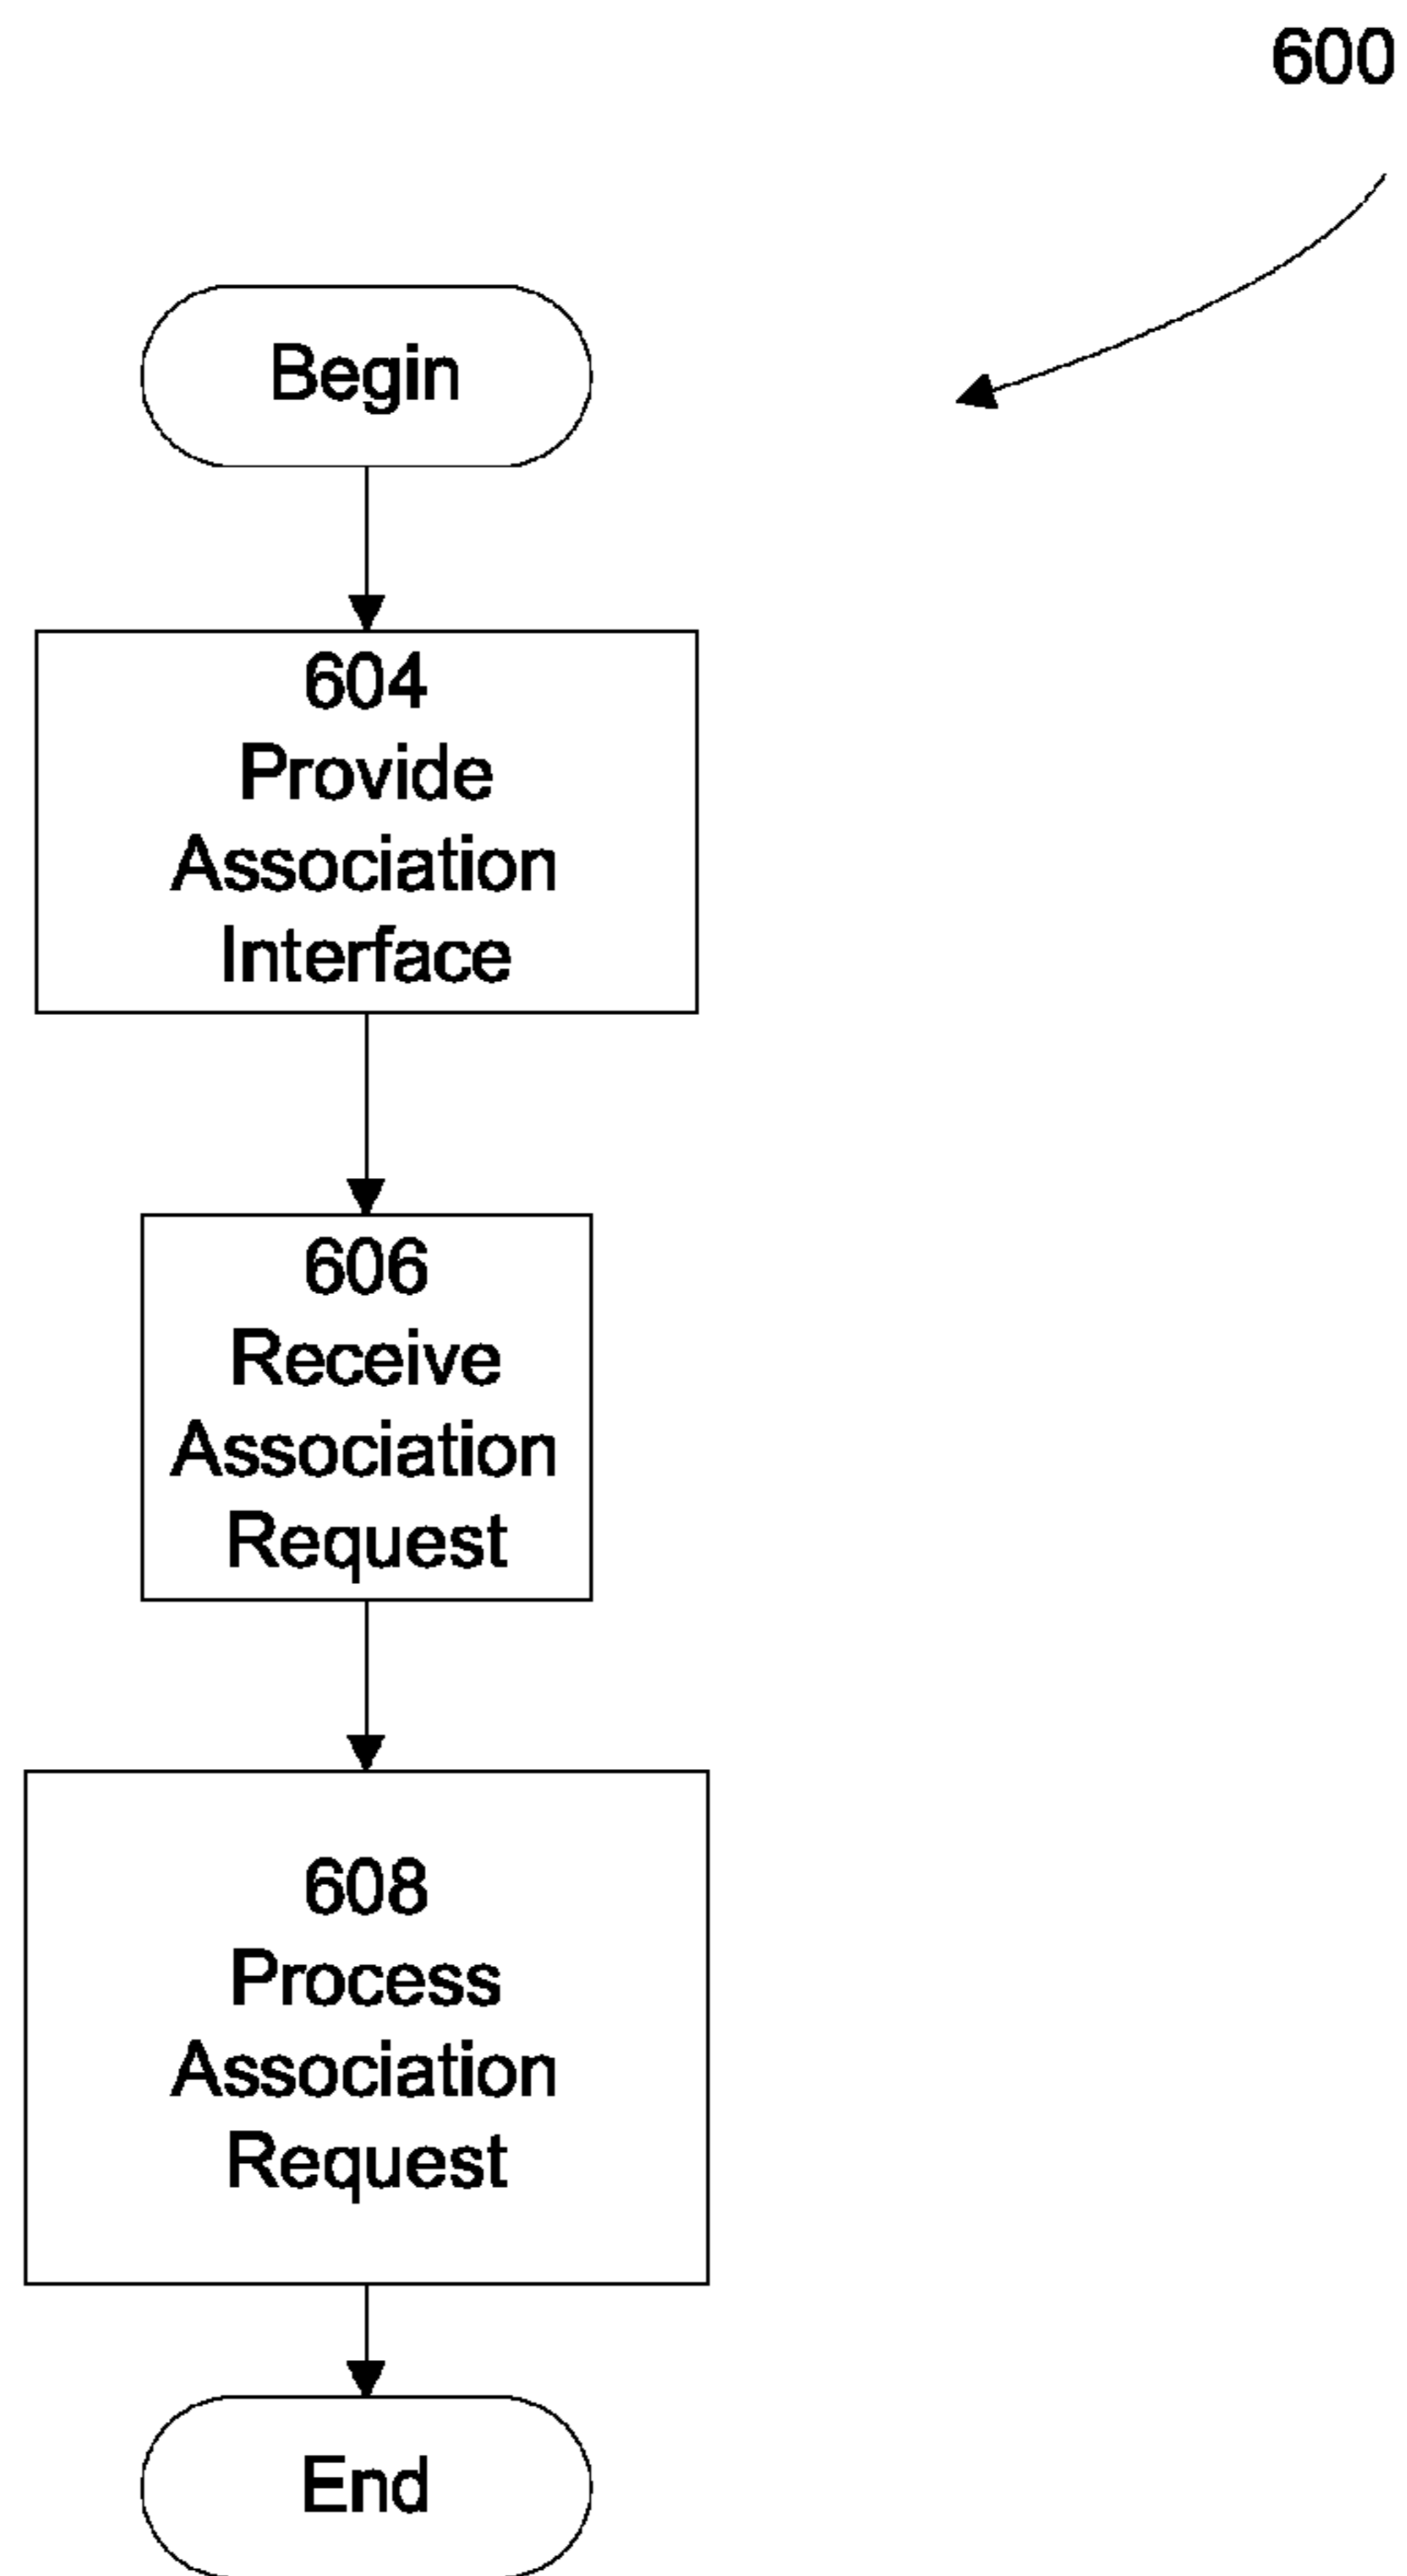 600
Begin
604
Provide
Association
Interface
606
Receive
Association
Request
608
Process
Association
Request
End